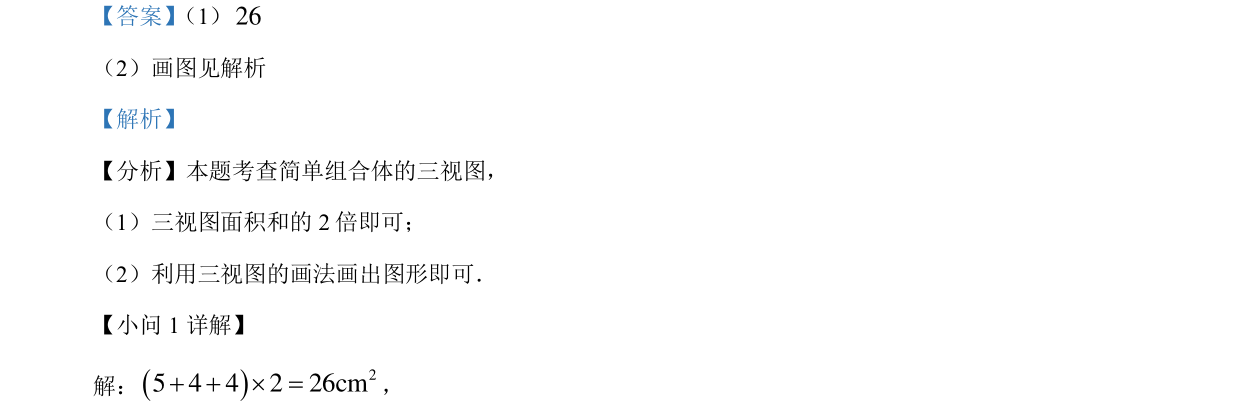 【答案】（1）26
（2）画图见解析
【解析】
【分析】本题考查简单组合体的三视图，
（1）三视图面积和的 2 倍即可；
（2）利用三视图的画法画出图形即可．
【小问 1 详解】
解：(5+4+4)×2=26cm²，